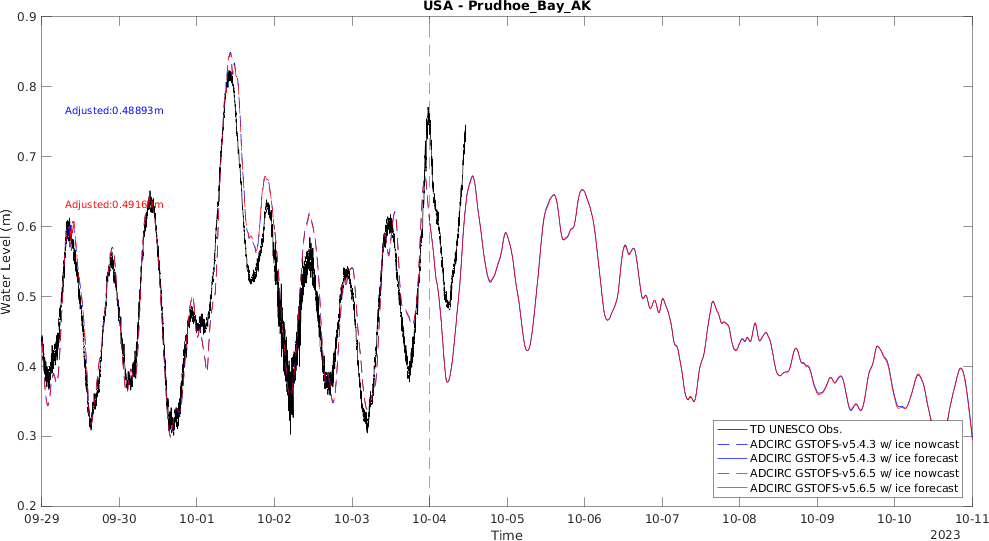 USA - Prudhoe_Bay_AK
0.9
0.8
0.7
0.6
0.5
0.4
0.3
0.2
Water Level (m)
Adjusted:0.48893m
Adjusted:0.4916 m
TD UNESCO Obs.
ADCIRC GSTOFS-v5.4.3 w/ ice nowcast
ADCIRC GSTOFS-v5.4.3 w/ ice forecast
ADCIRC GSTOFS-v5.6.5 w/ ice nowcast
ADCIRC GSTOFS-v5.6.5 w/ ice forecast
09-29 09-30 10-01 10-02 10-03 10-04 10-05 10-06 10-07 10-08 10-09 10-10 10-11
Time
2023